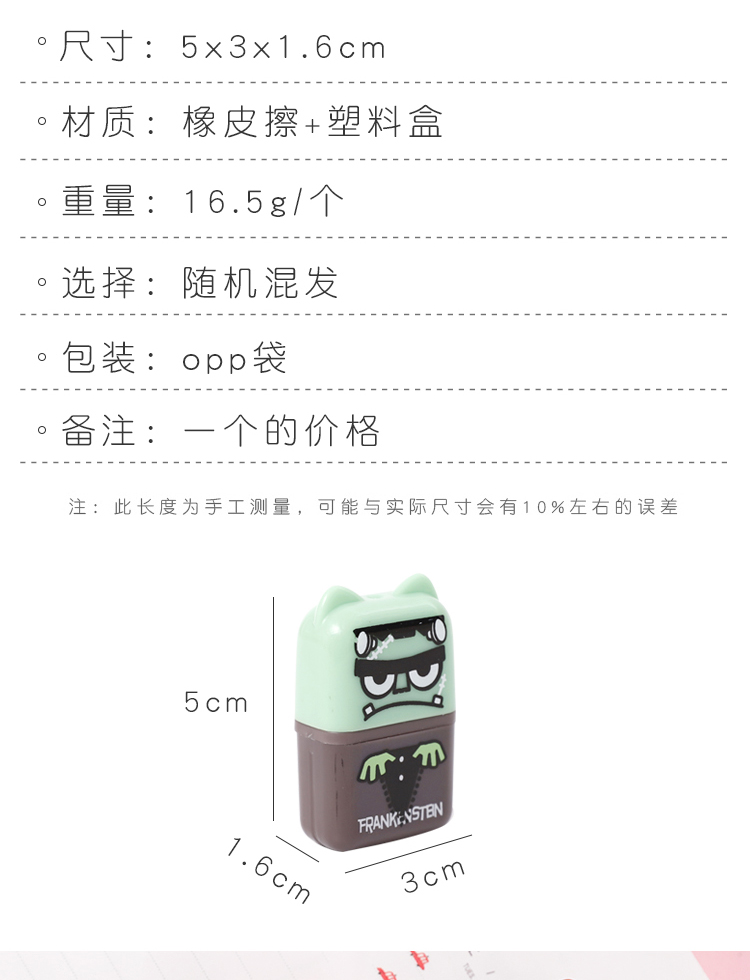 尺寸：5x3x1.6cm
材质：橡皮擦+塑料盒
重量：16.5g/个
选择：随机混发
包装：opp袋
备注：一个的价格
注：此长度为手工测量，可能与实际尺寸会有10%左右的误差
5cm
FRANKENSTEIN
1.6cm
3cm